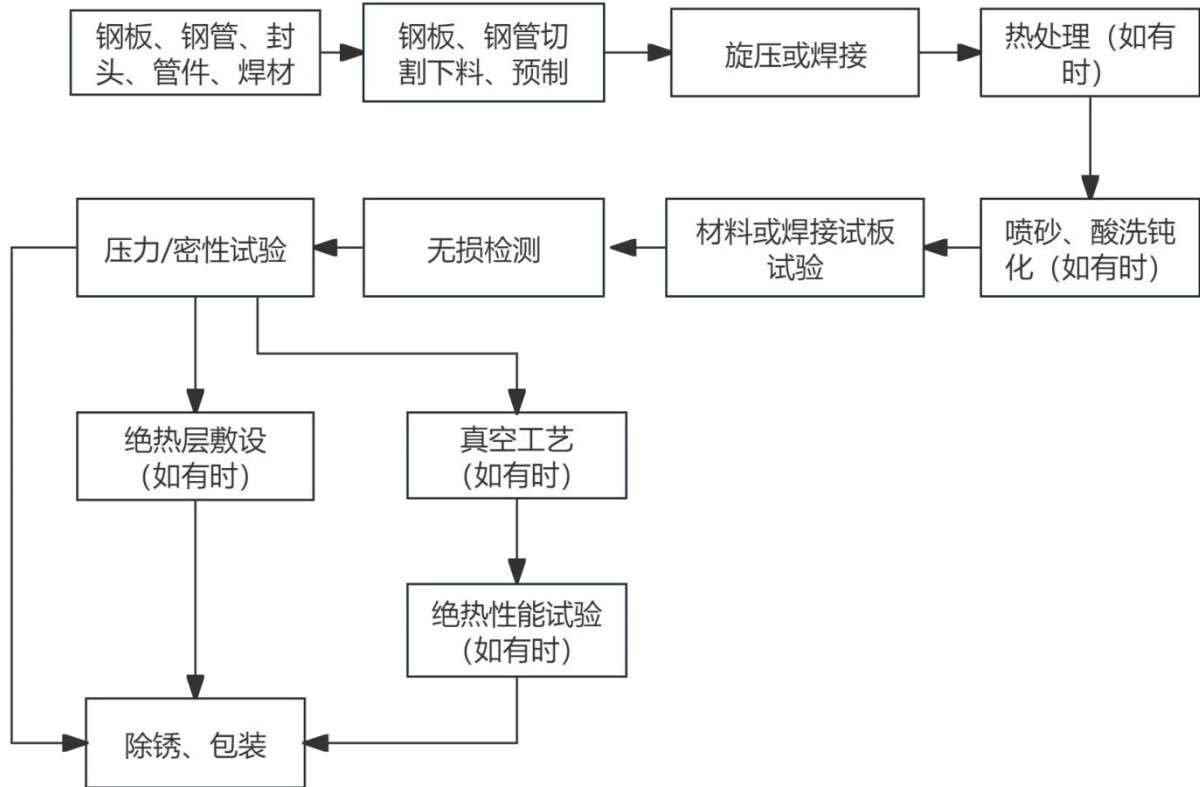 钢板、钢管、封
头、管件、焊材
钢板、钢管切
割下料、预制
旋压或焊接
热处理（如有
时）
喷砂、酸洗钝
化（如有时）
材料或焊接试板
试验
无损检测
压力/密性试验
绝热层敷设
（如有时）
真空工艺
（如有时）
绝热性能试验
（如有时）
除锈、包装